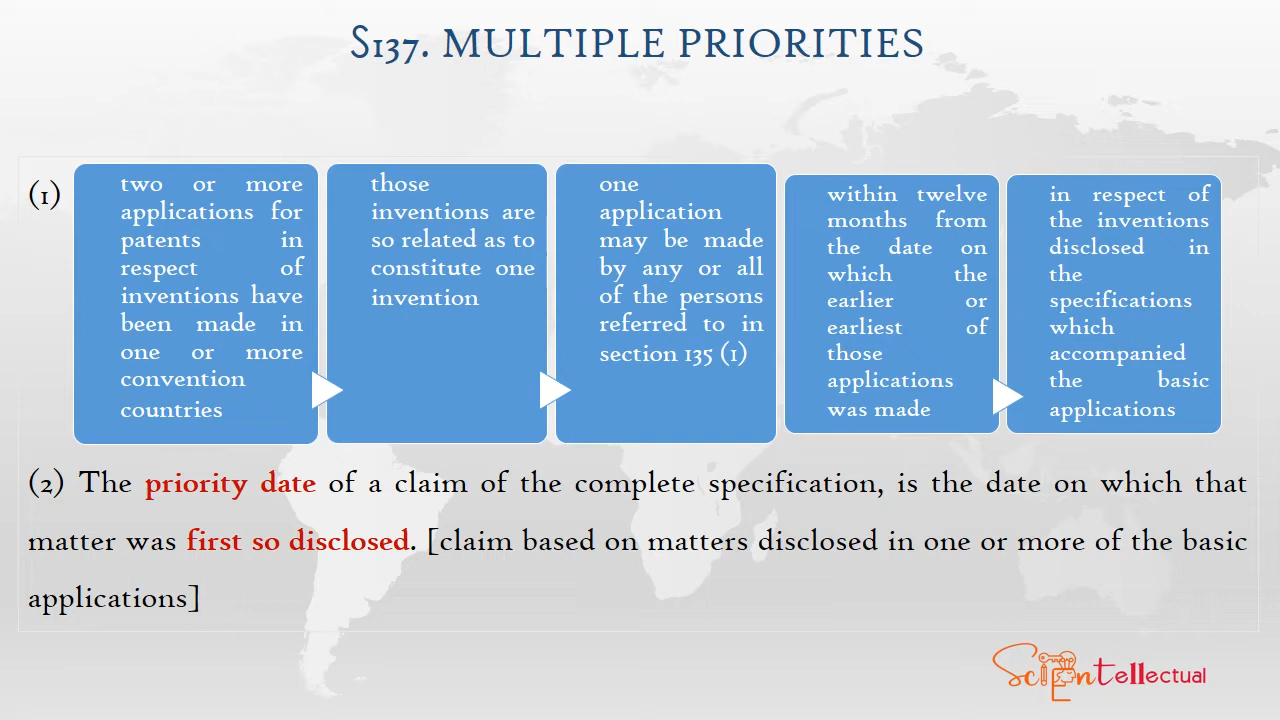 S137. MULTIPLE PRIORITIES
(1)
two or more
applications for
patents in
respect of
inventions have
been made in
one or more
convention
countries
those
inventions are
so related as to
constitute one
invention
one
application
may be made
by any or all
of the persons
referred to in
section 135 (1)
within twelve
months from
the date on
which the
earlier or
earliest of
those
applications
was made
in respect of
the inventions
disclosed in
the
specifications
which
accompanied
the basic
applications
(2) The priority date of a claim of the complete specification, is the date on which that
matter was first so disclosed. [claim based on matters disclosed in one or more of the basic
applications]
Scientellectual